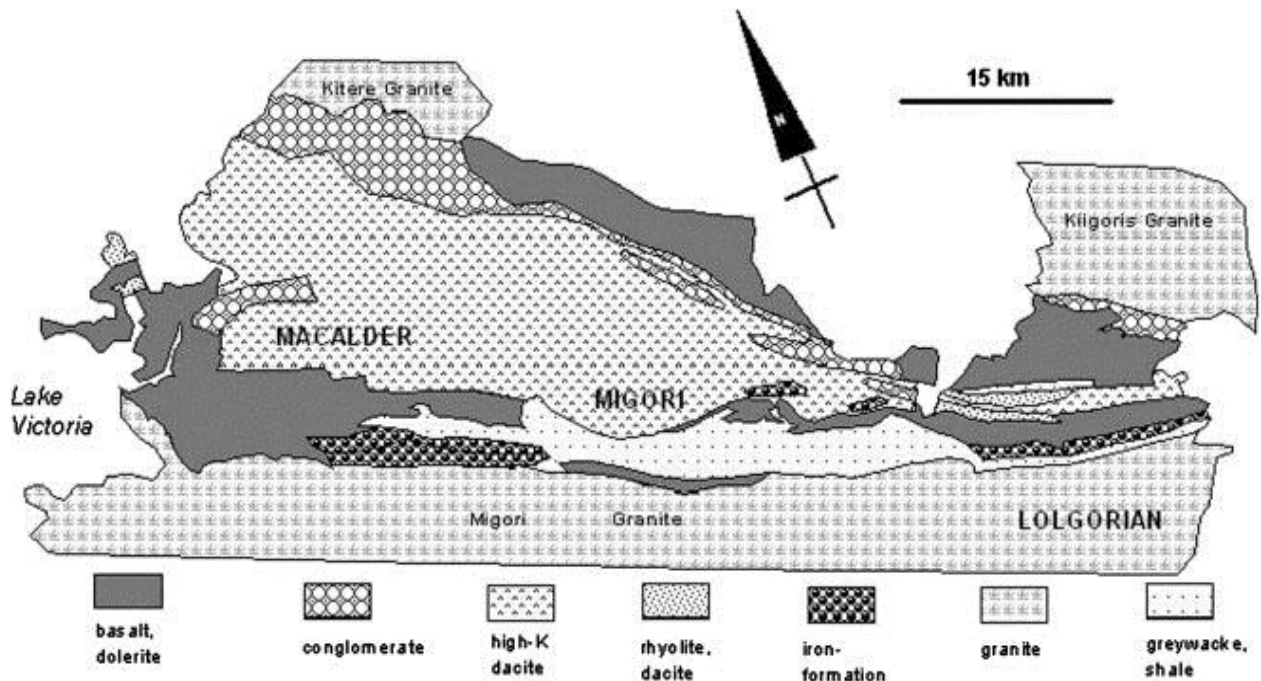 Kitere Granite
15 km
N
Kiigoris Granite
MACALDER
Lake
Victoria
MIGORI
Migori Granite
LOLGORIAN
basalt,
dolerite
conglomerate
high-K
dacite
rhyolite,
dacite
iron-
formation
granite
greywacke,
shale